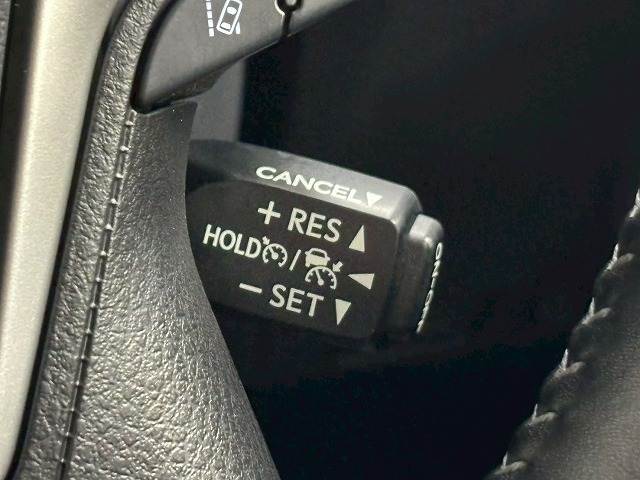 CANCEL▼
+ RES ▲
HOLD / ◀
− SET ▼